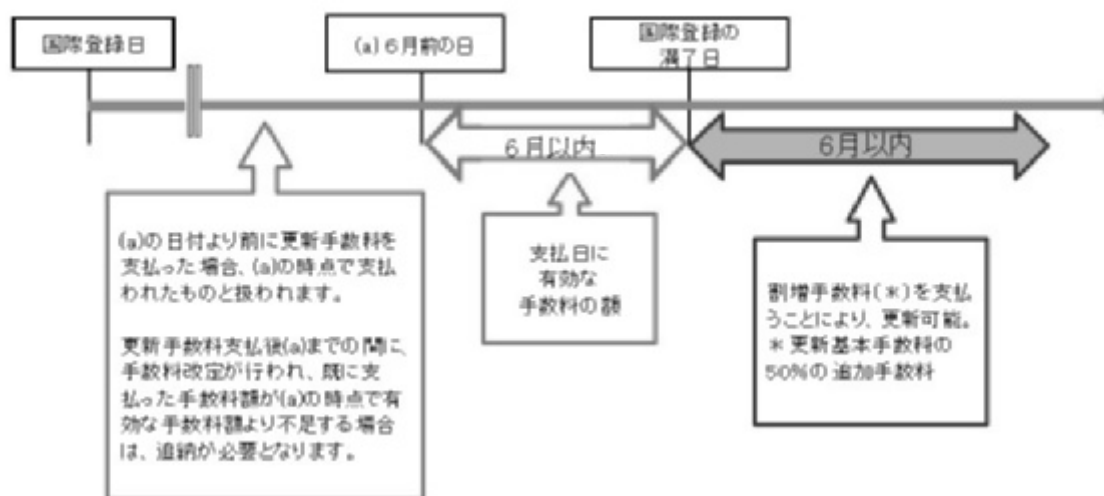 国際登録日
(a)６月前の日
国際登録の
満了日
６月以内
６月以内
(a)の日付より前に更新手数料を
支払った場合、(a)の時点で支払
われたものと扱われます。
更新手数料支払後(a)までの間に、
手数料改定が行われ、既に支
払った手数料額が(a)の時点で有
効な手数料額より不足する場合
は、追納が必要となります。
支払日に
有効な
手数料の額
割増手数料(＊)を支払
うことにより、更新可能。
＊更新基本手数料の
50%の追加手数料